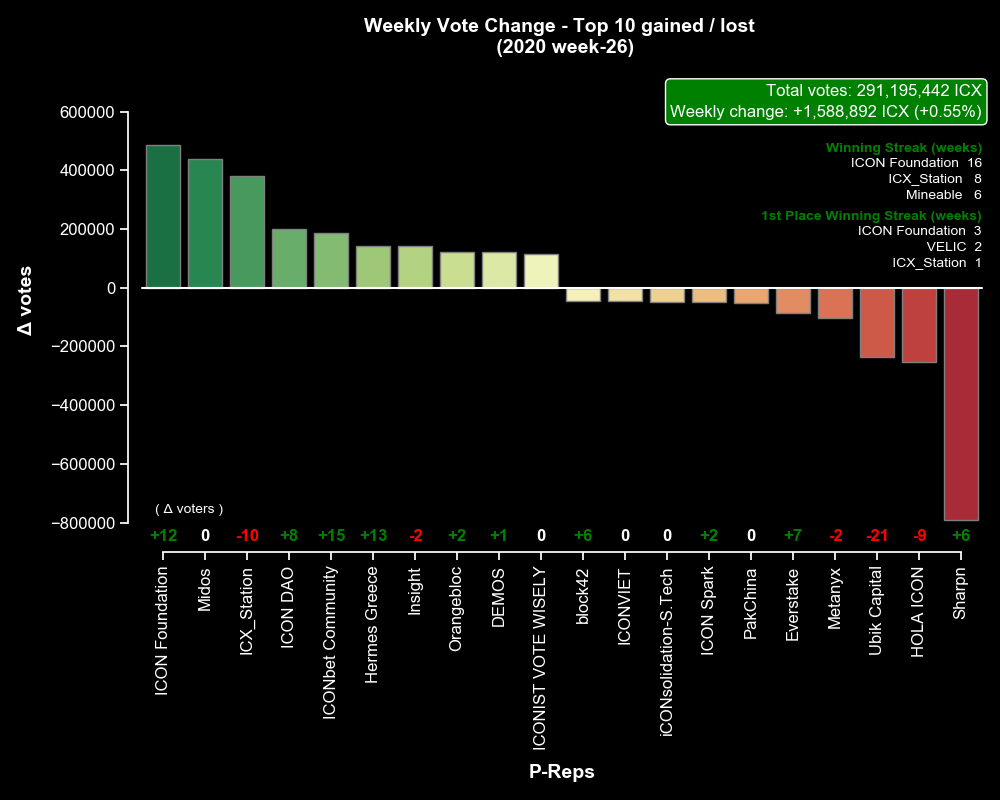 Weekly Vote Change - Top 10 gained / lost
(2020 week-26)
Total votes: 291,195,442 ICX
Weekly change: +1,588,892 ICX (+0.55%)
Winning Streak (weeks)
ICON Foundation 16
ICX_Station 8
Mineable 6
1st Place Winning Streak (weeks)
ICON Foundation 3
VELIC 2
ICX_Station 1
Δ votes
600000
400000
200000
0
−200000
−400000
−600000
−800000
( Δ voters )
+12 0 -10 +8 +15 +13 -2 +2 +1 0 +6 0 0 +2 0 +7 -2 -21 -9 +6
ICON Foundation
Midos
ICX_Station
ICON DAO
ICONbet Community
Hermes Greece
Insight
Orangebloc
DEMOS
ICONIST VOTE WISELY
block42
ICONVIET
iCONsolidation-S.Tech
ICON Spark
PakChina
Everstake
Metanyx
Ubik Capital
HOLA ICON
Sharpn
P-Reps